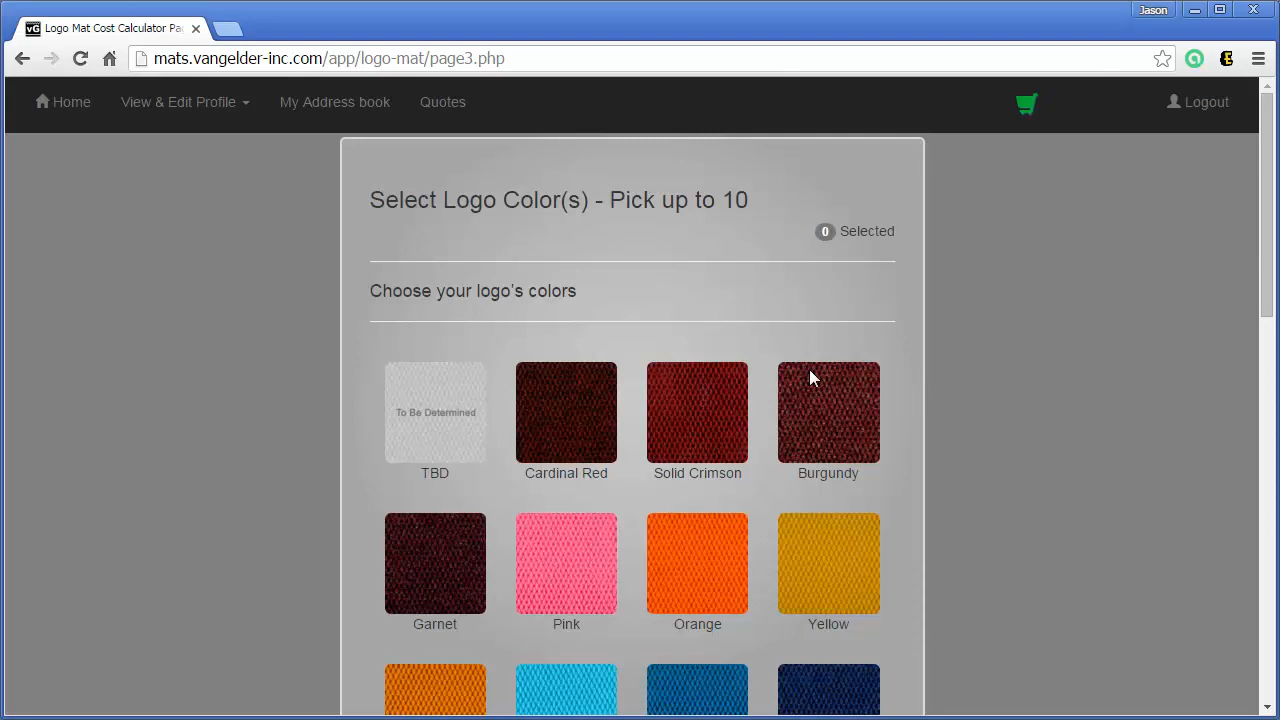 Jason
vG Logo Mat Cost Calculator Pa
mats.vangelder-inc.com/app/logo-mat/page3.php
Home View & Edit Profile My Address book Quotes Logout
Select Logo Color(s) - Pick up to 10
0 Selected
Choose your logo's colors
To Be Determined
TBD Cardinal Red Solid Crimson Burgundy
Garnet Pink Orange Yellow